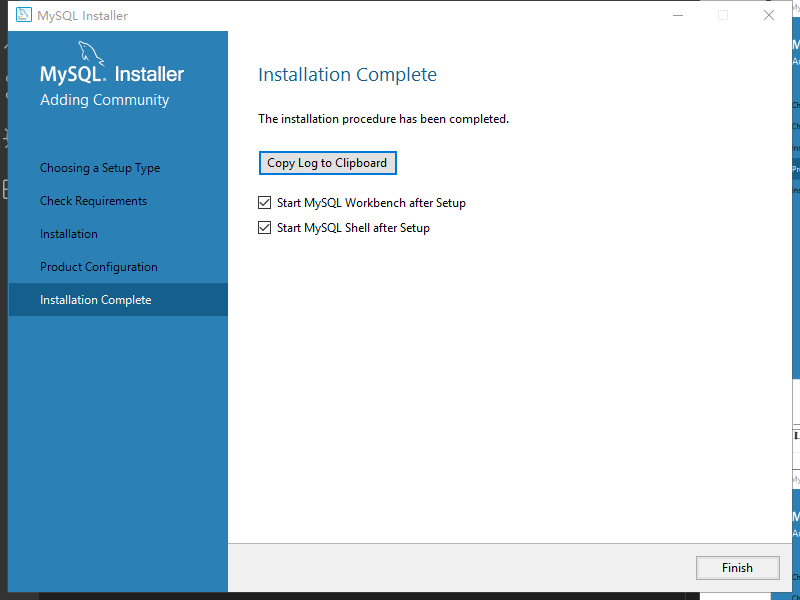 MySQL Installer
MySQL. Installer
Adding Community
Choosing a Setup Type
Check Requirements
Installation
Product Configuration
Installation Complete
Installation Complete
The installation procedure has been completed.
Copy Log to Clipboard
Start MySQL Workbench after Setup
Start MySQL Shell after Setup
Finish